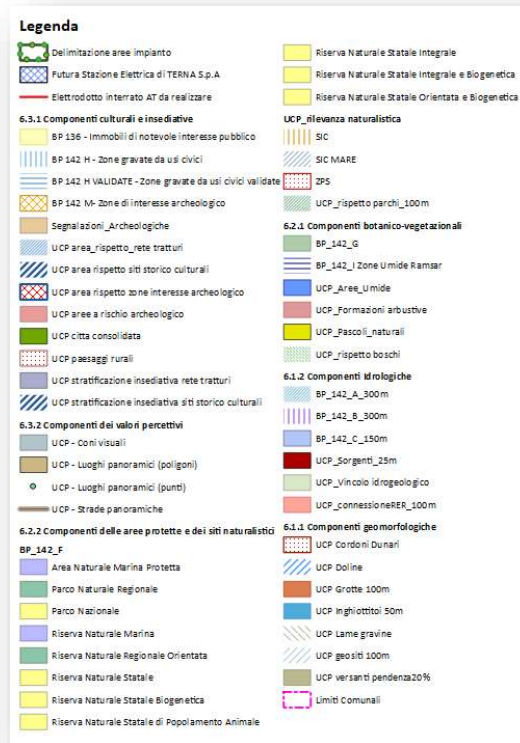 Legenda
Delimitazione aree impianto
Futura Stazione Elettrica di TERNA S.p.A
Elettrodotto interrato AT da realizzare
6.3.1 Componenti culturali e insediative
BP 136 - Immobili di notevole interesse pubblico
BP 142 H - Zone gravate da usi civici
BP 142 H VALIDATE - Zone gravate da usi civici validate
BP 142 M- Zone di interesse archeologico
Segnalazioni_Archeologiche
UCP area_rispetto_rete tratturi
UCP area rispetto siti storico culturali
UCP area rispetto zone interesse archeologico
UCP aree a rischio archeologico
UCP citta consolidata
UCP paesaggi rurali
UCP stratificazione insediativa rete tratturi
UCP stratificazione insediativa siti storico culturali
6.3.2 Componenti dei valori percettivi
UCP - Coni visuali
UCP - Luoghi panoramici (poligoni)
UCP - Luoghi panoramici (punti)
UCP - Strade panoramiche
6.2.2 Componenti delle aree protette e dei siti naturalistici
BP_142_F
Area Naturale Marina Protetta
Parco Naturale Regionale
Parco Nazionale
Riserva Naturale Marina
Riserva Naturale Regionale Orientata
Riserva Naturale Statale
Riserva Naturale Statale Biogenetica
Riserva Naturale Statale di Popolamento Animale
Riserva Naturale Statale Integrale
Riserva Naturale Statale Integrale e Biogenetica
Riserva Naturale Statale Orientata e Biogenetica
UCP_rilevanza naturalistica
SIC
SIC MARE
ZPS
UCP_rispetto parchi_100m
6.2.1 Componenti botanico-vegetazionali
BP_142_G
BP_142_I Zone Umide Ramsar
UCP_Aree_Umide
UCP_Formazioni arbustive
UCP_Pascoli_naturali
UCP_rispetto boschi
6.1.2 Componenti Idrologiche
BP_142_A_300m
BP_142_B_300m
BP_142_C_150m
UCP_Sorgenti_25m
UCP_Vincolo idrogeologico
UCP_connessioneRER_100m
6.1.1 Componenti geomorfologiche
UCP Cordoni Dunari
UCP Doline
UCP Grotte 100m
UCP Inghiottitoi 50m
UCP Lame gravine
UCP geositi 100m
UCP versanti pendenza20%
Limiti Comunali